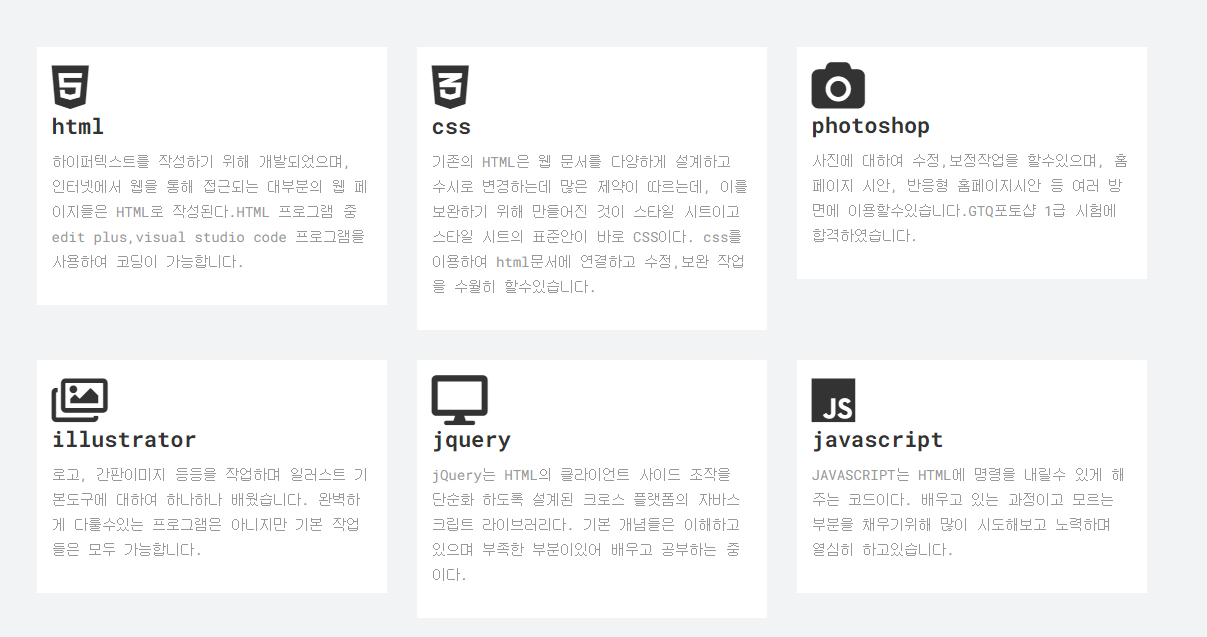 html
하이퍼텍스트를 작성하기 위해 개발되었으며,
인터넷에서 웹을 통해 접근되는 대부분의 웹 페
이지들은 HTML로 작성된다.HTML 프로그램 중
edit plus,visual studio code 프로그램을
사용하여 코딩이 가능합니다.
css
기존의 HTML은 웹 문서를 다양하게 설계하고
수시로 변경하는데 많은 제약이 따르는데, 이를
보완하기 위해 만들어진 것이 스타일 시트이고
스타일 시트의 표준안이 바로 CSS이다. css를
이용하여 html문서에 연결하고 수정,보완 작업
을 수월히 할수있습니다.
photoshop
사진에 대하여 수정,보정작업을 할수있으며, 홈
페이지 시안, 반응형 홈페이지시안 등 여러 방
면에 이용할수있습니다.GTQ포토샵 1급 시험에
합격하였습니다.
illustrator
로고, 간판이미지 등등을 작업하며 일러스트 기
본도구에 대하여 하나하나 배웠습니다. 완벽하
게 다룰수있는 프로그램은 아니지만 기본 작업
들은 모두 가능합니다.
jquery
jQuery는 HTML의 클라이언트 사이드 조작을
단순화 하도록 설계된 크로스 플랫폼의 자바스
크립트 라이브러리다. 기본 개념들은 이해하고
있으며 부족한 부분이있어 배우고 공부하는 중
이다.
JS
javascript
JAVASCRIPT는 HTML에 명령을 내릴수 있게 해
주는 코드이다. 배우고 있는 과정이고 모르는
부분을 채우기위해 많이 시도해보고 노력하며
열심히 하고있습니다.